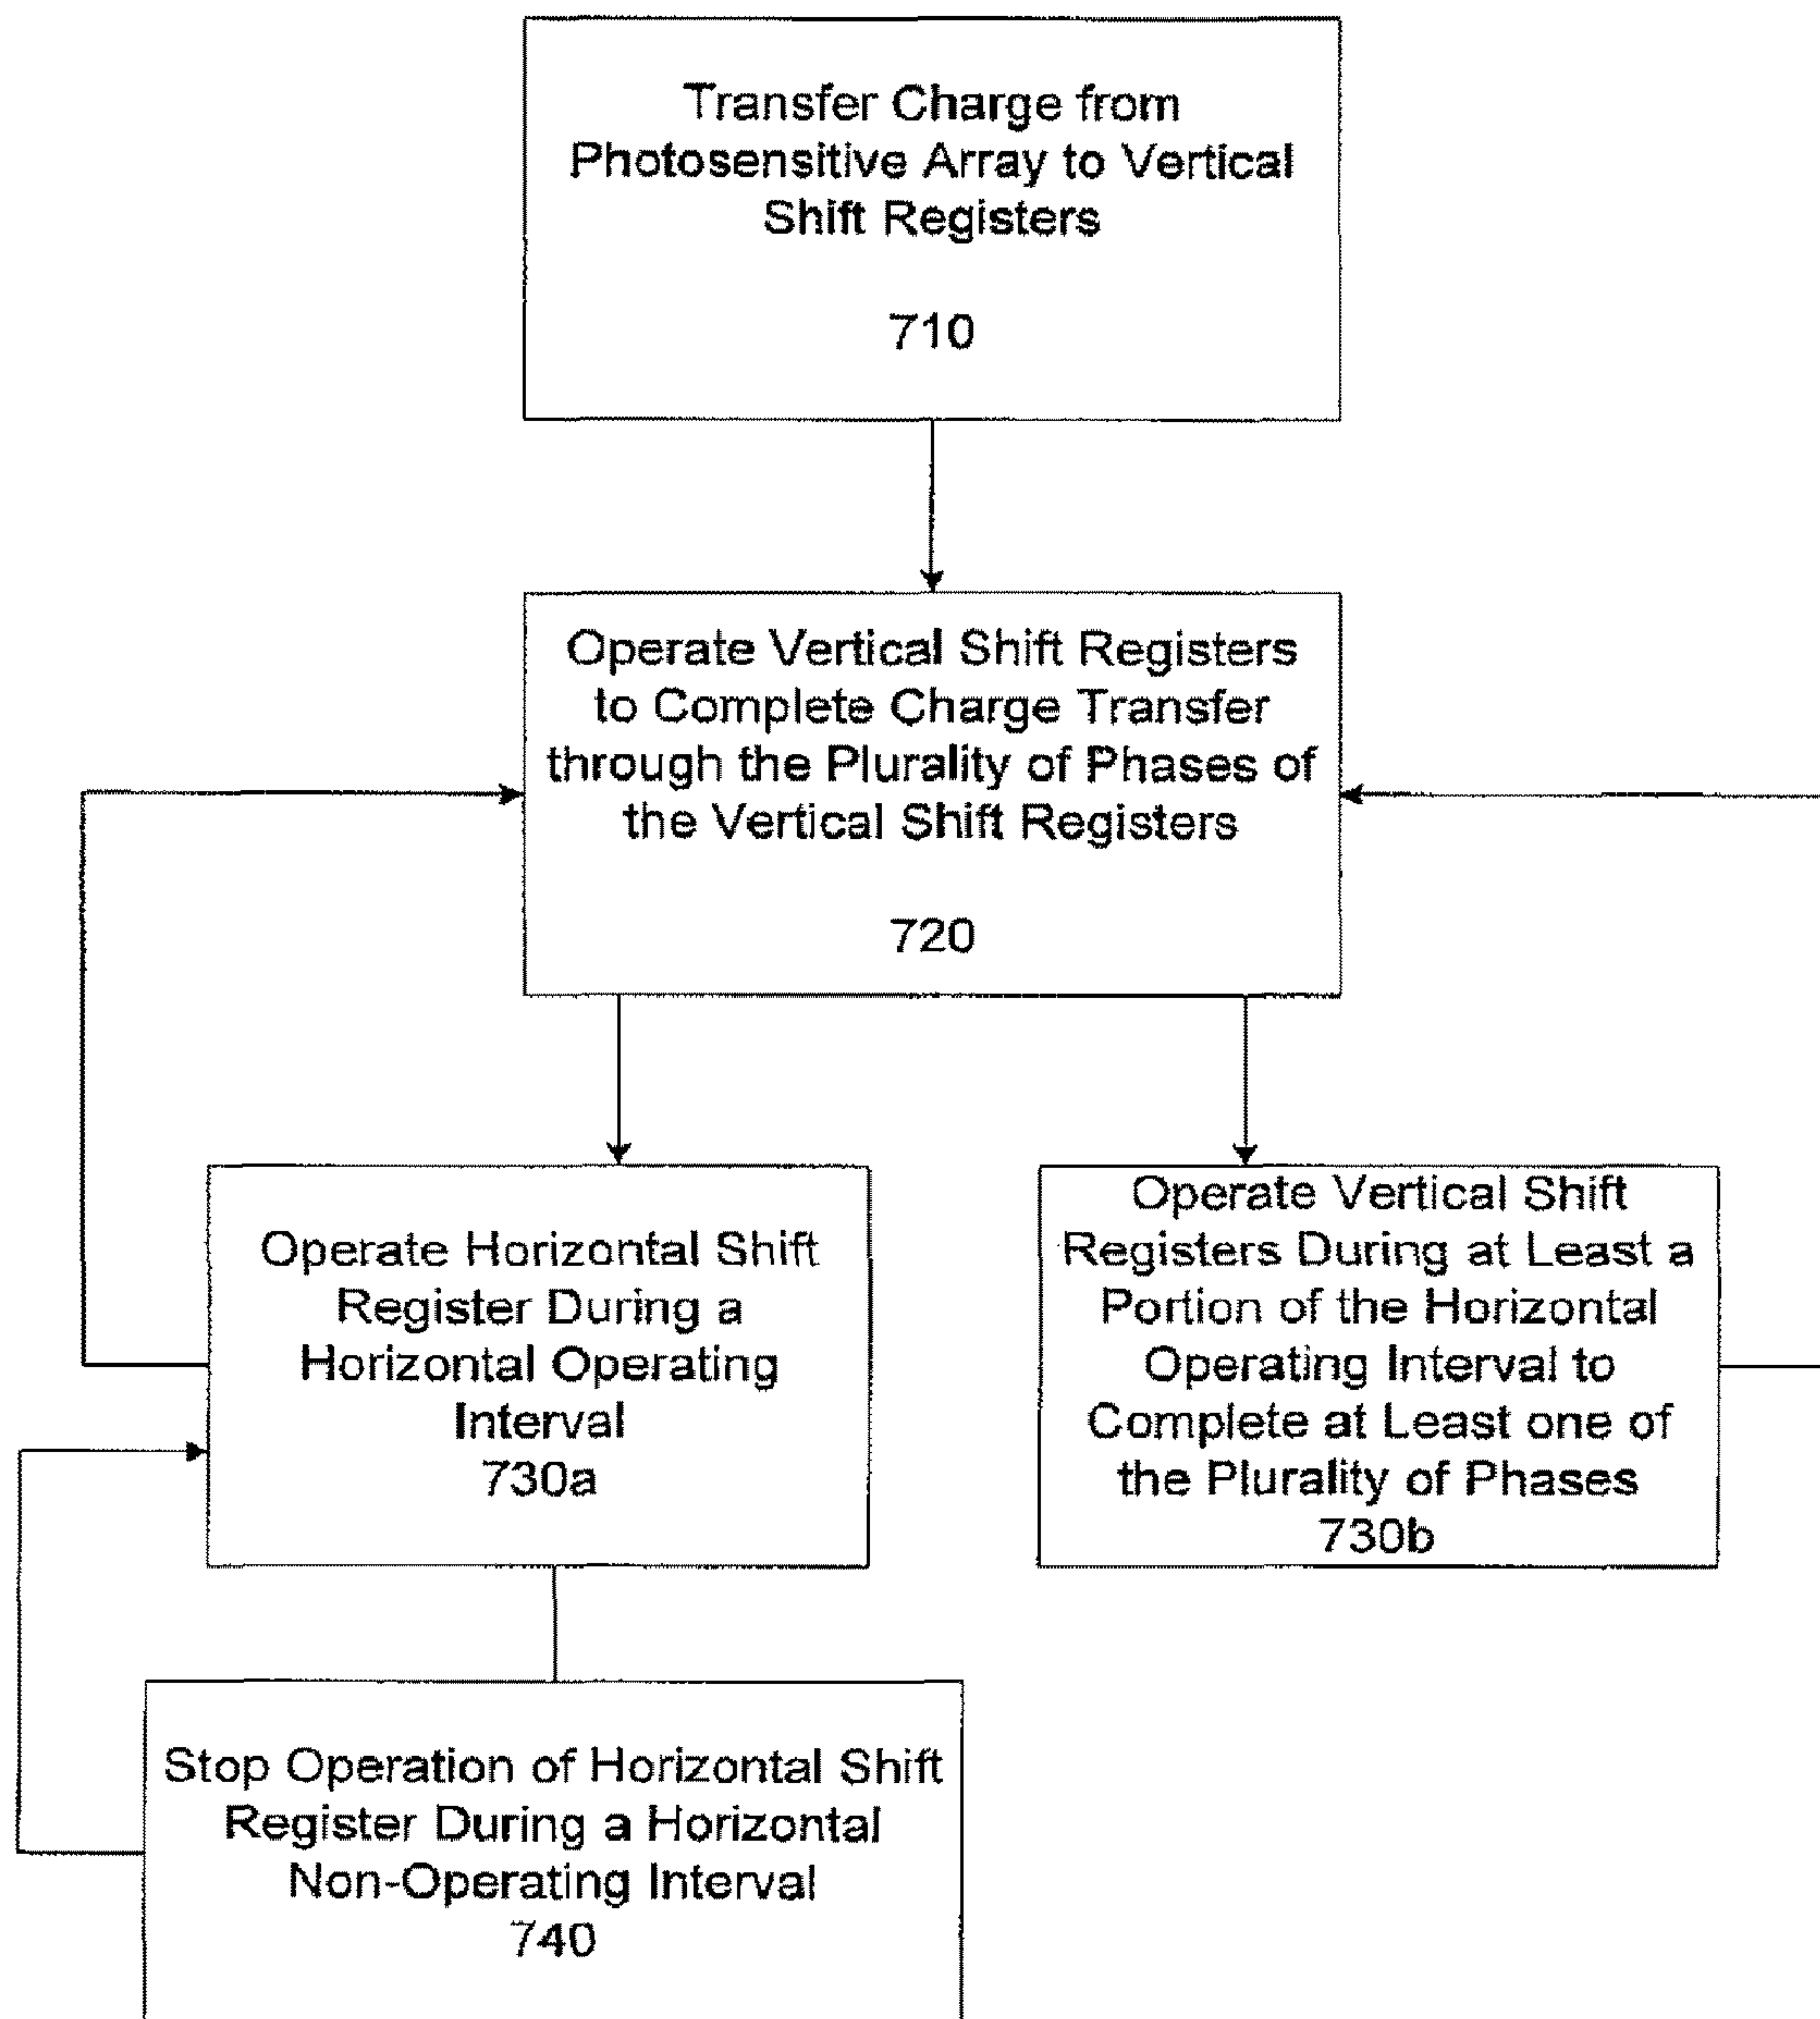 Transfer Charge from
Photosensitive Array to Vertical
Shift Registers
710
Operate Vertical Shift Registers
to Complete Charge Transfer
through the Plurality of Phases of
the Vertical Shift Registers
720
Operate Horizontal Shift
Register During a
Horizontal Operating
Interval
730a
Operate Vertical Shift
Registers During at Least a
Portion of the Horizontal
Operating Interval to
Complete at Least one of
the Plurality of Phases
730b
Stop Operation of Horizontal Shift
Register During a Horizontal
Non-Operating Interval
740